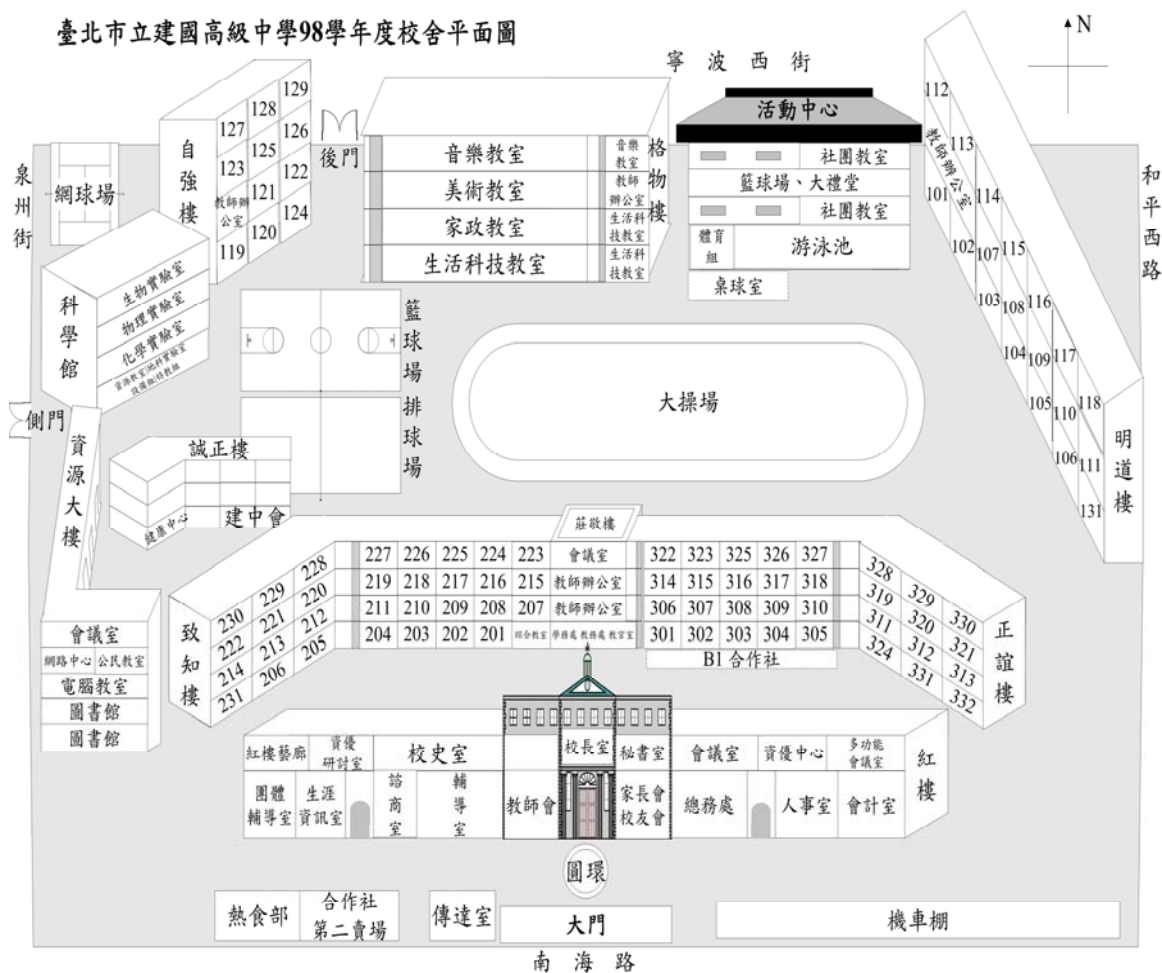 臺北市立建國高級中學98學年度校舍平面圖
N
寧波西街
泉州街
和平西路
南海路
網球場
自強樓
127 128 129
123 125 126
教師辦公室 121 122
119 120 124
後門
音樂教室
美術教室
家政教室
生活科技教室
音樂教室
教師辦公室
生活科技教室
生活科技教室
格物樓
活動中心
社團教室
籃球場、大禮堂
社團教室
體育組
游泳池
桌球室
112
113
114
115
116
117
118
教師辦公室
101
102
107
103
108
104
109
105
110
106
111
131
明道樓
科學館
生物實驗室
物理實驗室
化學實驗室
資源教室/地科實驗室
設備組/特教組
籃球場
排球場
大操場
側門
資源大樓
誠正樓
健康中心
建中會
會議室
網路中心 公民教室
電腦教室
圖書館
圖書館
莊敬樓
致知樓
230 229 228
222 221 220
214 213 212
231 206 205
227 226 225 224 223 會議室 322 323 325 326 327
219 218 217 216 215 教師辦公室 314 315 316 317 318
211 210 209 208 207 教師辦公室 306 307 308 309 310
204 203 202 201 綜合教室 學務處 教務處 教官室 301 302 303 304 305
B1 合作社
328 329 330
319 320 321
311 312 313
324 331 332
正誼樓
紅樓藝廊 資優研討室 校史室 校長室 秘書室 會議室 資優中心 多功能會議室
團體輔導室 生涯資訊室 諮商室 輔導室 教師會 家長會校友會 總務處 人事室 會計室
紅樓
圓環
熱食部
合作社
第二賣場
傳達室
大門
機車棚